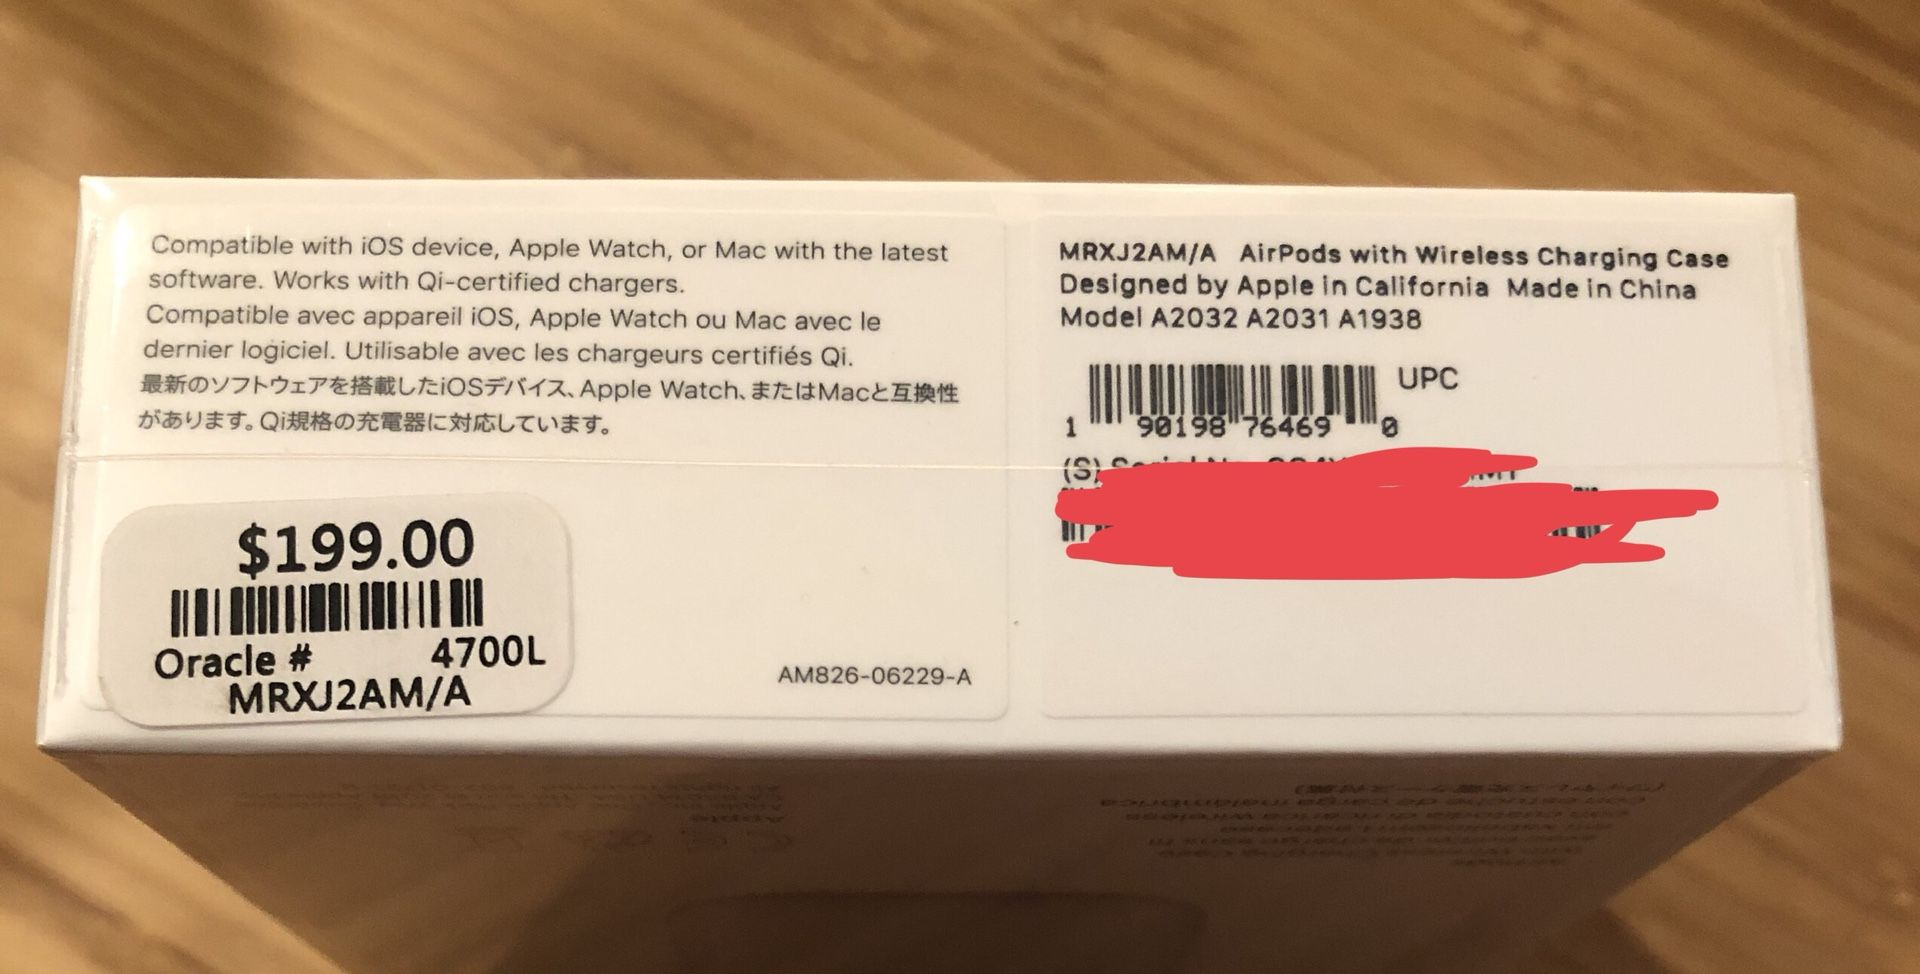 Compatible with iOS device, Apple Watch, or Mac with the latest
software. Works with Qi-certified chargers.
Compatible avec appareil iOS, Apple Watch ou Mac avec le
dernier logiciel. Utilisable avec les chargeurs certifiés Qi.
最新のソフトウェアを搭載したiOSデバイス、Apple Watch、またはMacと互換性
があります。Qi規格の充電器に対応しています。
$199.00
Oracle # 4700L
MRXJ2AM/A
AM826-06229-A
MRXJ2AM/A AirPods with Wireless Charging Case
Designed by Apple in California Made in China
Model A2032 A2031 A1938
UPC
1 90198 76469 0
(S)